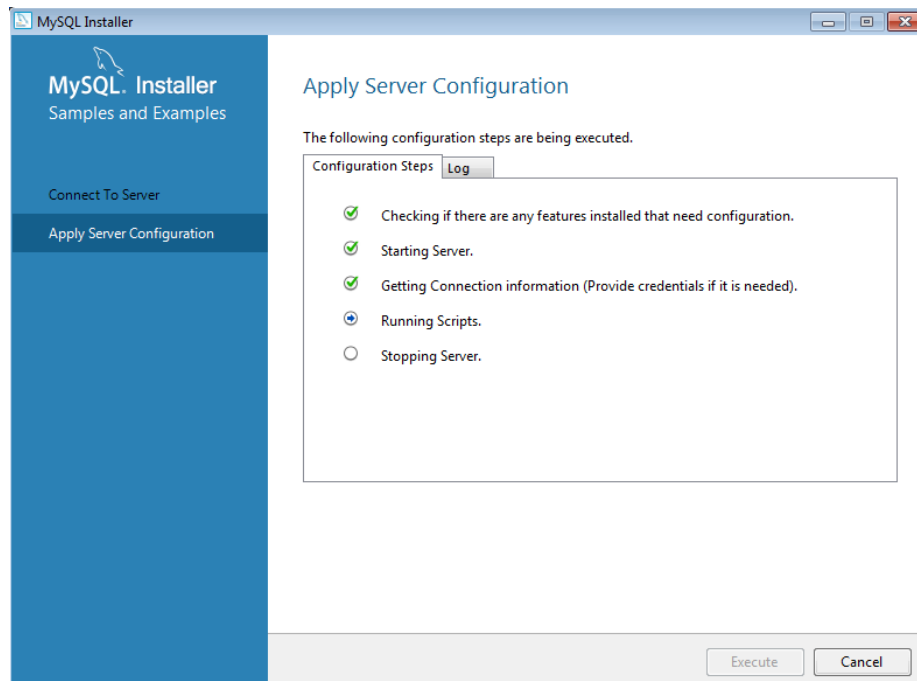 MySQL Installer
MySQL. Installer
Samples and Examples
Connect To Server
Apply Server Configuration
Apply Server Configuration
The following configuration steps are being executed.
Configuration Steps
Log
Checking if there are any features installed that need configuration.
Starting Server.
Getting Connection information (Provide credentials if it is needed).
Running Scripts.
Stopping Server.
Execute
Cancel